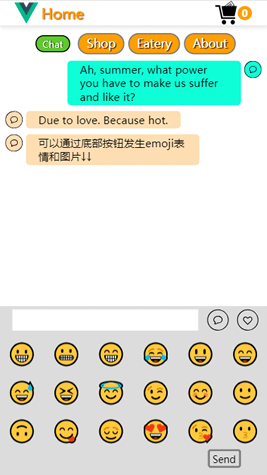 Home
0
Chat
Shop
Eatery
About
Ah, summer, what power
you have to make us suffer
and like it?
Due to love. Because hot.
可以通过底部按钮发生emoji表
情和图片↓↓
Send